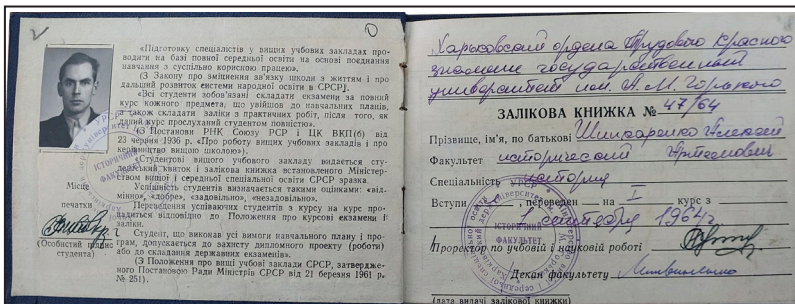 «Підготовку спеціалістів у вищих учбових закладах про-
водити на базі повної середньої освіти на основі поєднання
навчання з суспільно корисною працею».
(З Закону про зміцнення зв'язку школи з життям і про
дальший розвиток системи народної освіти в СРСР).
«Всі студенти зобов'язані складати екзамени за повний
курс кожного предмета, що увійшов до навчальних планів,
а також складати заліки з практичних робіт, після того, як
даний курс прослуханий студентом повністю».
(З Постанови РНК Союзу РСР і ЦК ВКП(б) від
23 червня 1936 р. «Про роботу вищих учбових закладів і про
керівництво вищою школою»).
Студентові вищого учбового закладу видається сту-
дентський квиток і залікова книжка встановленого Міністер-
ством вищої і середньої спеціальної освіти СРСР зразка.
Успішність студентів визначається такими оцінками: «від-
мінно», «добре», «задовільно», «незадовільно».
Переведення успіваючих студентів з курсу на курс про-
водиться відповідно до Положення про курсові екзамени і
заліки.
Студент, що виконав усі вимоги навчального плану і про-
грам, допускається до захисту дипломного проекту (роботи)
або до складання державних екзаменів».
(З Положення про вищі учбові заклади СРСР, затвердже-
ного Постановою Ради Міністрів СРСР від 21 березня 1961 р.
№ 251).
Місце
печатки
(Особистий підпис
студента)
ІСТОРИЧНИЙ
ФАКУЛЬТЕТ
Харьковский ордена Трудового Красного
знамени государственный
университет им. А. М. Горького
ЗАЛІКОВА КНИЖКА № 47/64
Прізвище, ім'я, по батькові Алексей
Артемович
Факультет исторический
Спеціальність история
Вступив, переведен на I курс з
1 сентября 1964 г.
ІСТОРИЧНИЙ
ФАКУЛЬТЕТ
Проректор по учбовій і науковій роботі
Декан факультету
(дата видачі залікової книжки)